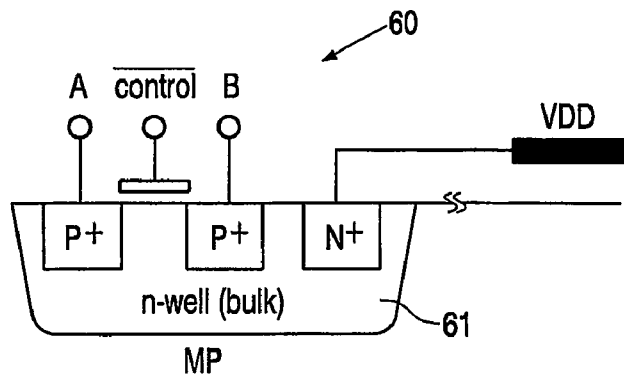 60
A control B
VDD
P+ P+ N+
n-well (bulk)
61
MP